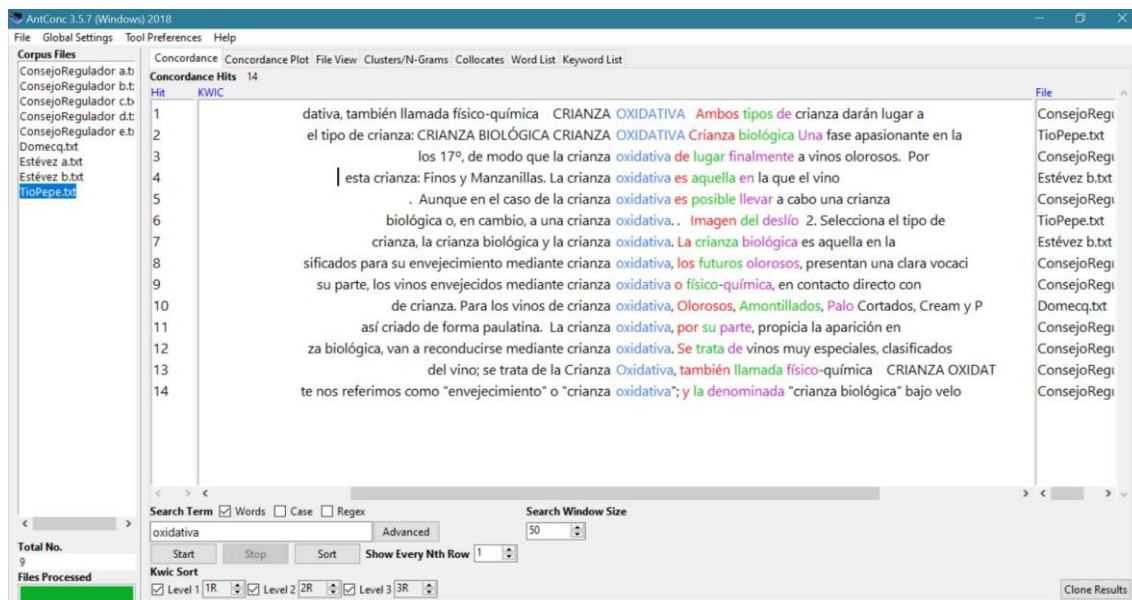 AntConc 3.5.7 (Windows) 2018
File Global Settings Tool Preferences Help
Corpus Files
ConsejoRegulador a.t
ConsejoRegulador b.t
ConsejoRegulador c.t
ConsejoRegulador d.t
ConsejoRegulador e.t
Domecq.txt
Estévez a.txt
Estévez b.txt
TioPepe.txt
Total No.
9
Files Processed
Concordance Concordance Plot File View Clusters/N-Grams Collocates Word List Keyword List
Concordance Hits 14
Hit KWIC File
1 dativa, también llamada físico-química CRIANZA OXIDATIVA Ambos tipos de crianza darán lugar a ConsejoRegu
2 el tipo de crianza: CRIANZA BIOLÓGICA CRIANZA OXIDATIVA Crianza biológica Una fase apasionante en la TioPepe.txt
3 los 17º, de modo que la crianza oxidativa de lugar finalmente a vinos olorosos. Por ConsejoRegu
4 esta crianza: Finos y Manzanillas. La crianza oxidativa es aquella en la que el vino Estévez b.txt
5 . Aunque en el caso de la crianza oxidativa es posible llevar a cabo una crianza ConsejoRegu
6 biológica o, en cambio, a una crianza oxidativa. . Imagen del deslío 2. Selecciona el tipo de TioPepe.txt
7 crianza, la crianza biológica y la crianza oxidativa. La crianza biológica es aquella en la Estévez b.txt
8 sificados para su envejecimiento mediante crianza oxidativa, los futuros olorosos, presentan una clara vocaci ConsejoRegu
9 su parte, los vinos envejecidos mediante crianza oxidativa o físico-química, en contacto directo con ConsejoRegu
10 de crianza. Para los vinos de crianza oxidativa, Olorosos, Amontillados, Palo Cortados, Cream y P Domecq.txt
11 así criado de forma paulatina. La crianza oxidativa, por su parte, propicia la aparición en ConsejoRegu
12 za biológica, van a reconducirse mediante crianza oxidativa. Se trata de vinos muy especiales, clasificados ConsejoRegu
13 del vino; se trata de la Crianza Oxidativa, también llamada físico-química CRIANZA OXIDAT ConsejoRegu
14 te nos referimos como "envejecimiento" o "crianza oxidativa"; y la denominada "crianza biológica" bajo velo ConsejoRegu
Search Term Words Case Regex Search Window Size
oxidativa Advanced 50
Start Stop Sort Show Every Nth Row 1
Kwic Sort
Level 1 1R Level 2 2R Level 3 3R Clone Results